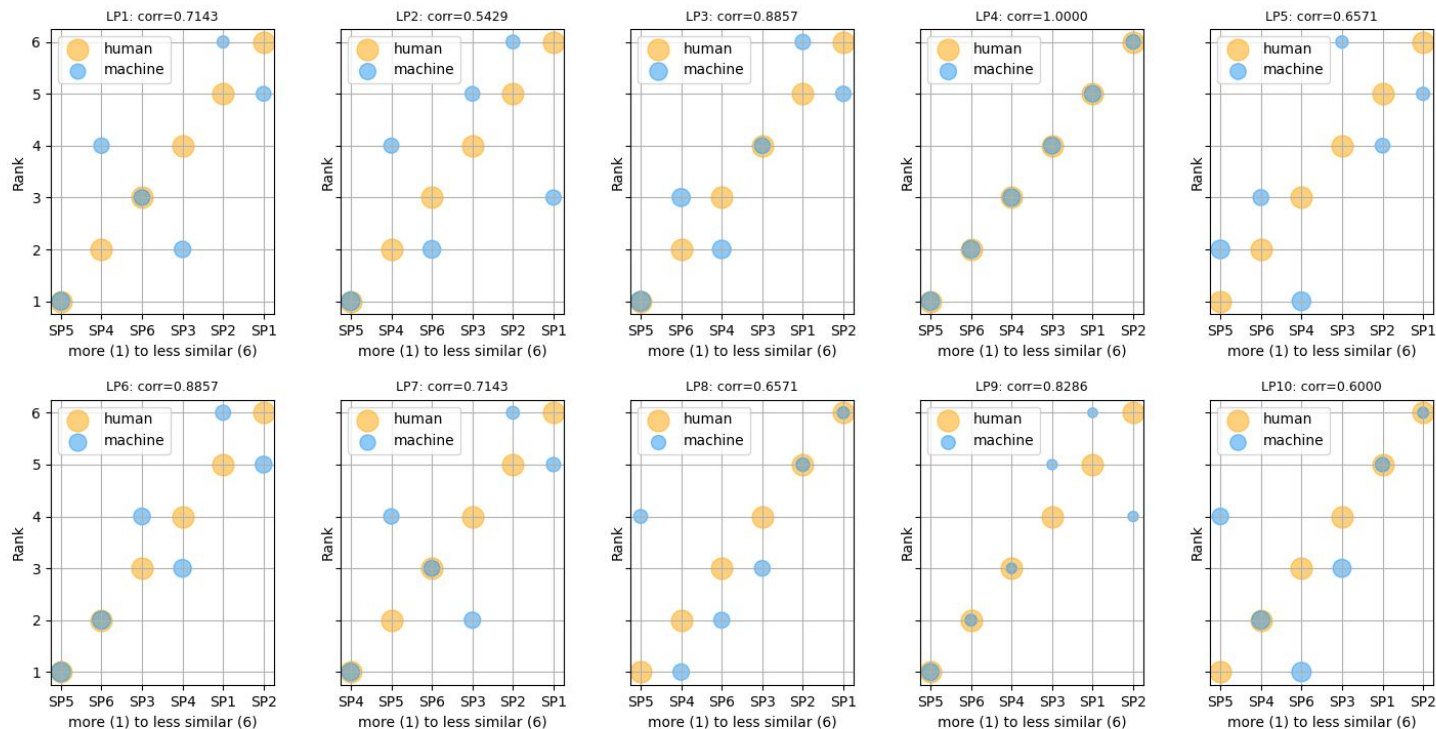 LP1: corr=0.7143
human
machine
6
5
4
3
2
1
Rank
SP5 SP4 SP6 SP3 SP2 SP1
more (1) to less similar (6)
LP2: corr=0.5429
human
machine
Rank
SP5 SP4 SP6 SP3 SP2 SP1
more (1) to less similar (6)
LP3: corr=0.8857
human
machine
Rank
SP5 SP6 SP4 SP3 SP1 SP2
more (1) to less similar (6)
LP4: corr=1.0000
human
machine
Rank
SP5 SP6 SP4 SP3 SP1 SP2
more (1) to less similar (6)
LP5: corr=0.6571
human
machine
Rank
SP5 SP6 SP4 SP3 SP2 SP1
more (1) to less similar (6)
LP6: corr=0.8857
human
machine
6
5
4
3
2
1
Rank
SP5 SP6 SP3 SP4 SP1 SP2
more (1) to less similar (6)
LP7: corr=0.7143
human
machine
Rank
SP4 SP5 SP6 SP3 SP2 SP1
more (1) to less similar (6)
LP8: corr=0.6571
human
machine
Rank
SP5 SP4 SP6 SP3 SP2 SP1
more (1) to less similar (6)
LP9: corr=0.8286
human
machine
Rank
SP5 SP6 SP4 SP3 SP1 SP2
more (1) to less similar (6)
LP10: corr=0.6000
human
machine
Rank
SP5 SP4 SP6 SP3 SP1 SP2
more (1) to less similar (6)